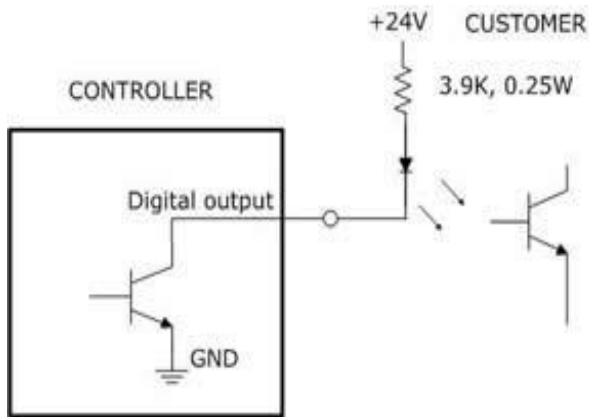 +24V
CUSTOMER
3.9K, 0.25W
CONTROLLER
Digital output
GND